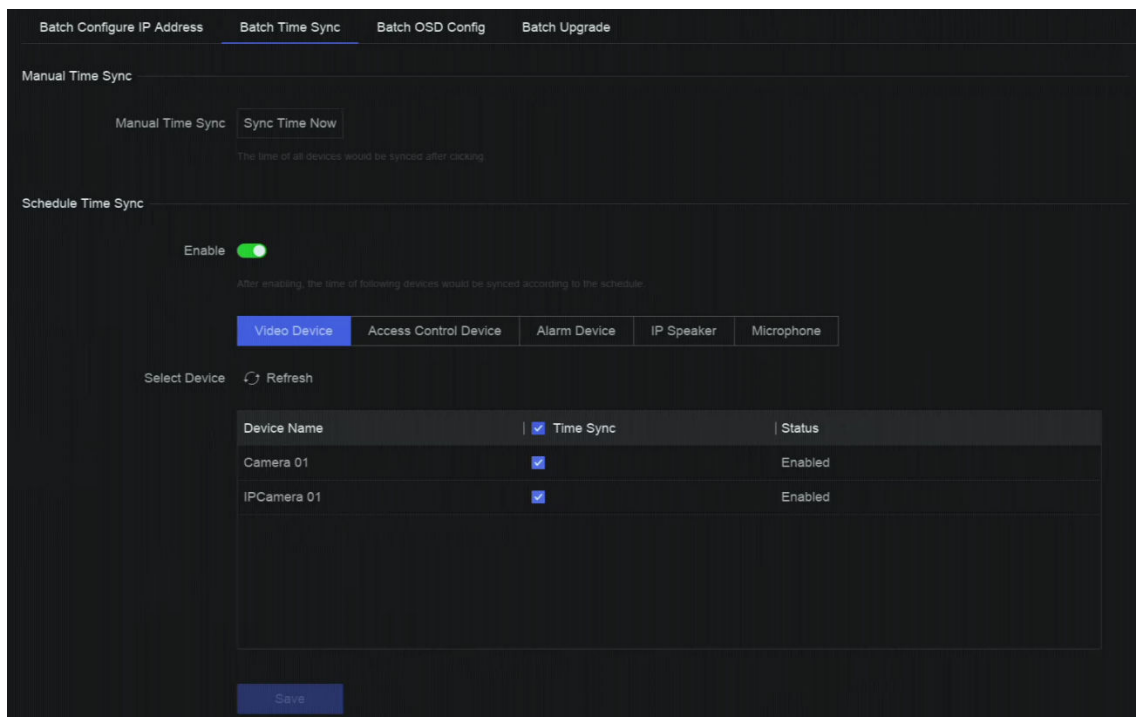 Batch Configure IP Address Batch Time Sync Batch OSD Config Batch Upgrade
Manual Time Sync
Manual Time Sync Sync Time Now
The time of all devices would be synced after clicking.
Schedule Time Sync
Enable
After enabling, the time of following devices would be synced according to the schedule.
Video Device Access Control Device Alarm Device IP Speaker Microphone
Select Device Refresh
Device Name Time Sync Status
Camera 01 Enabled
IPCamera 01 Enabled
Save